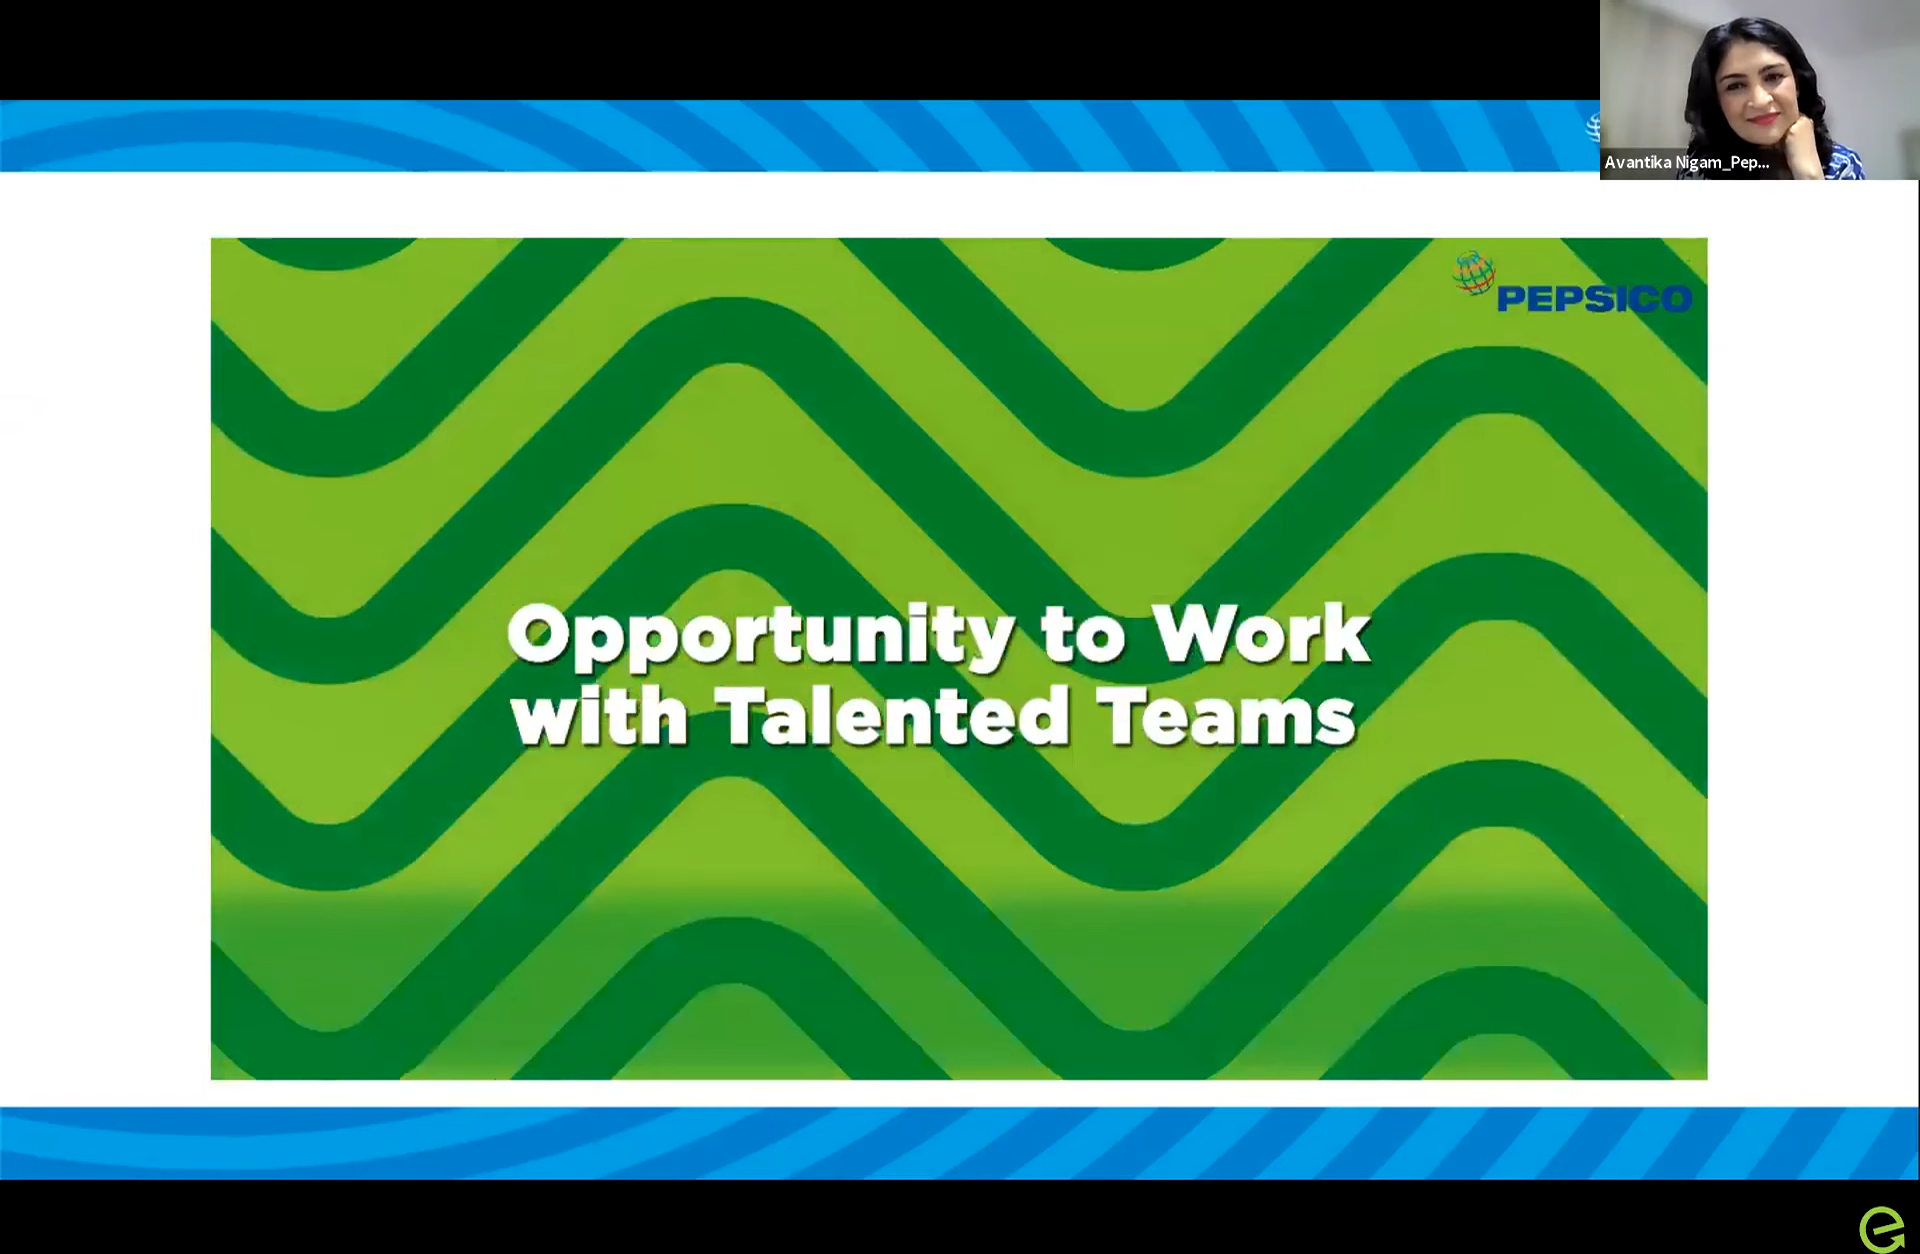 Avantika Nigam_Pep...
PEPSICO
Opportunity to Work
with Talented Teams